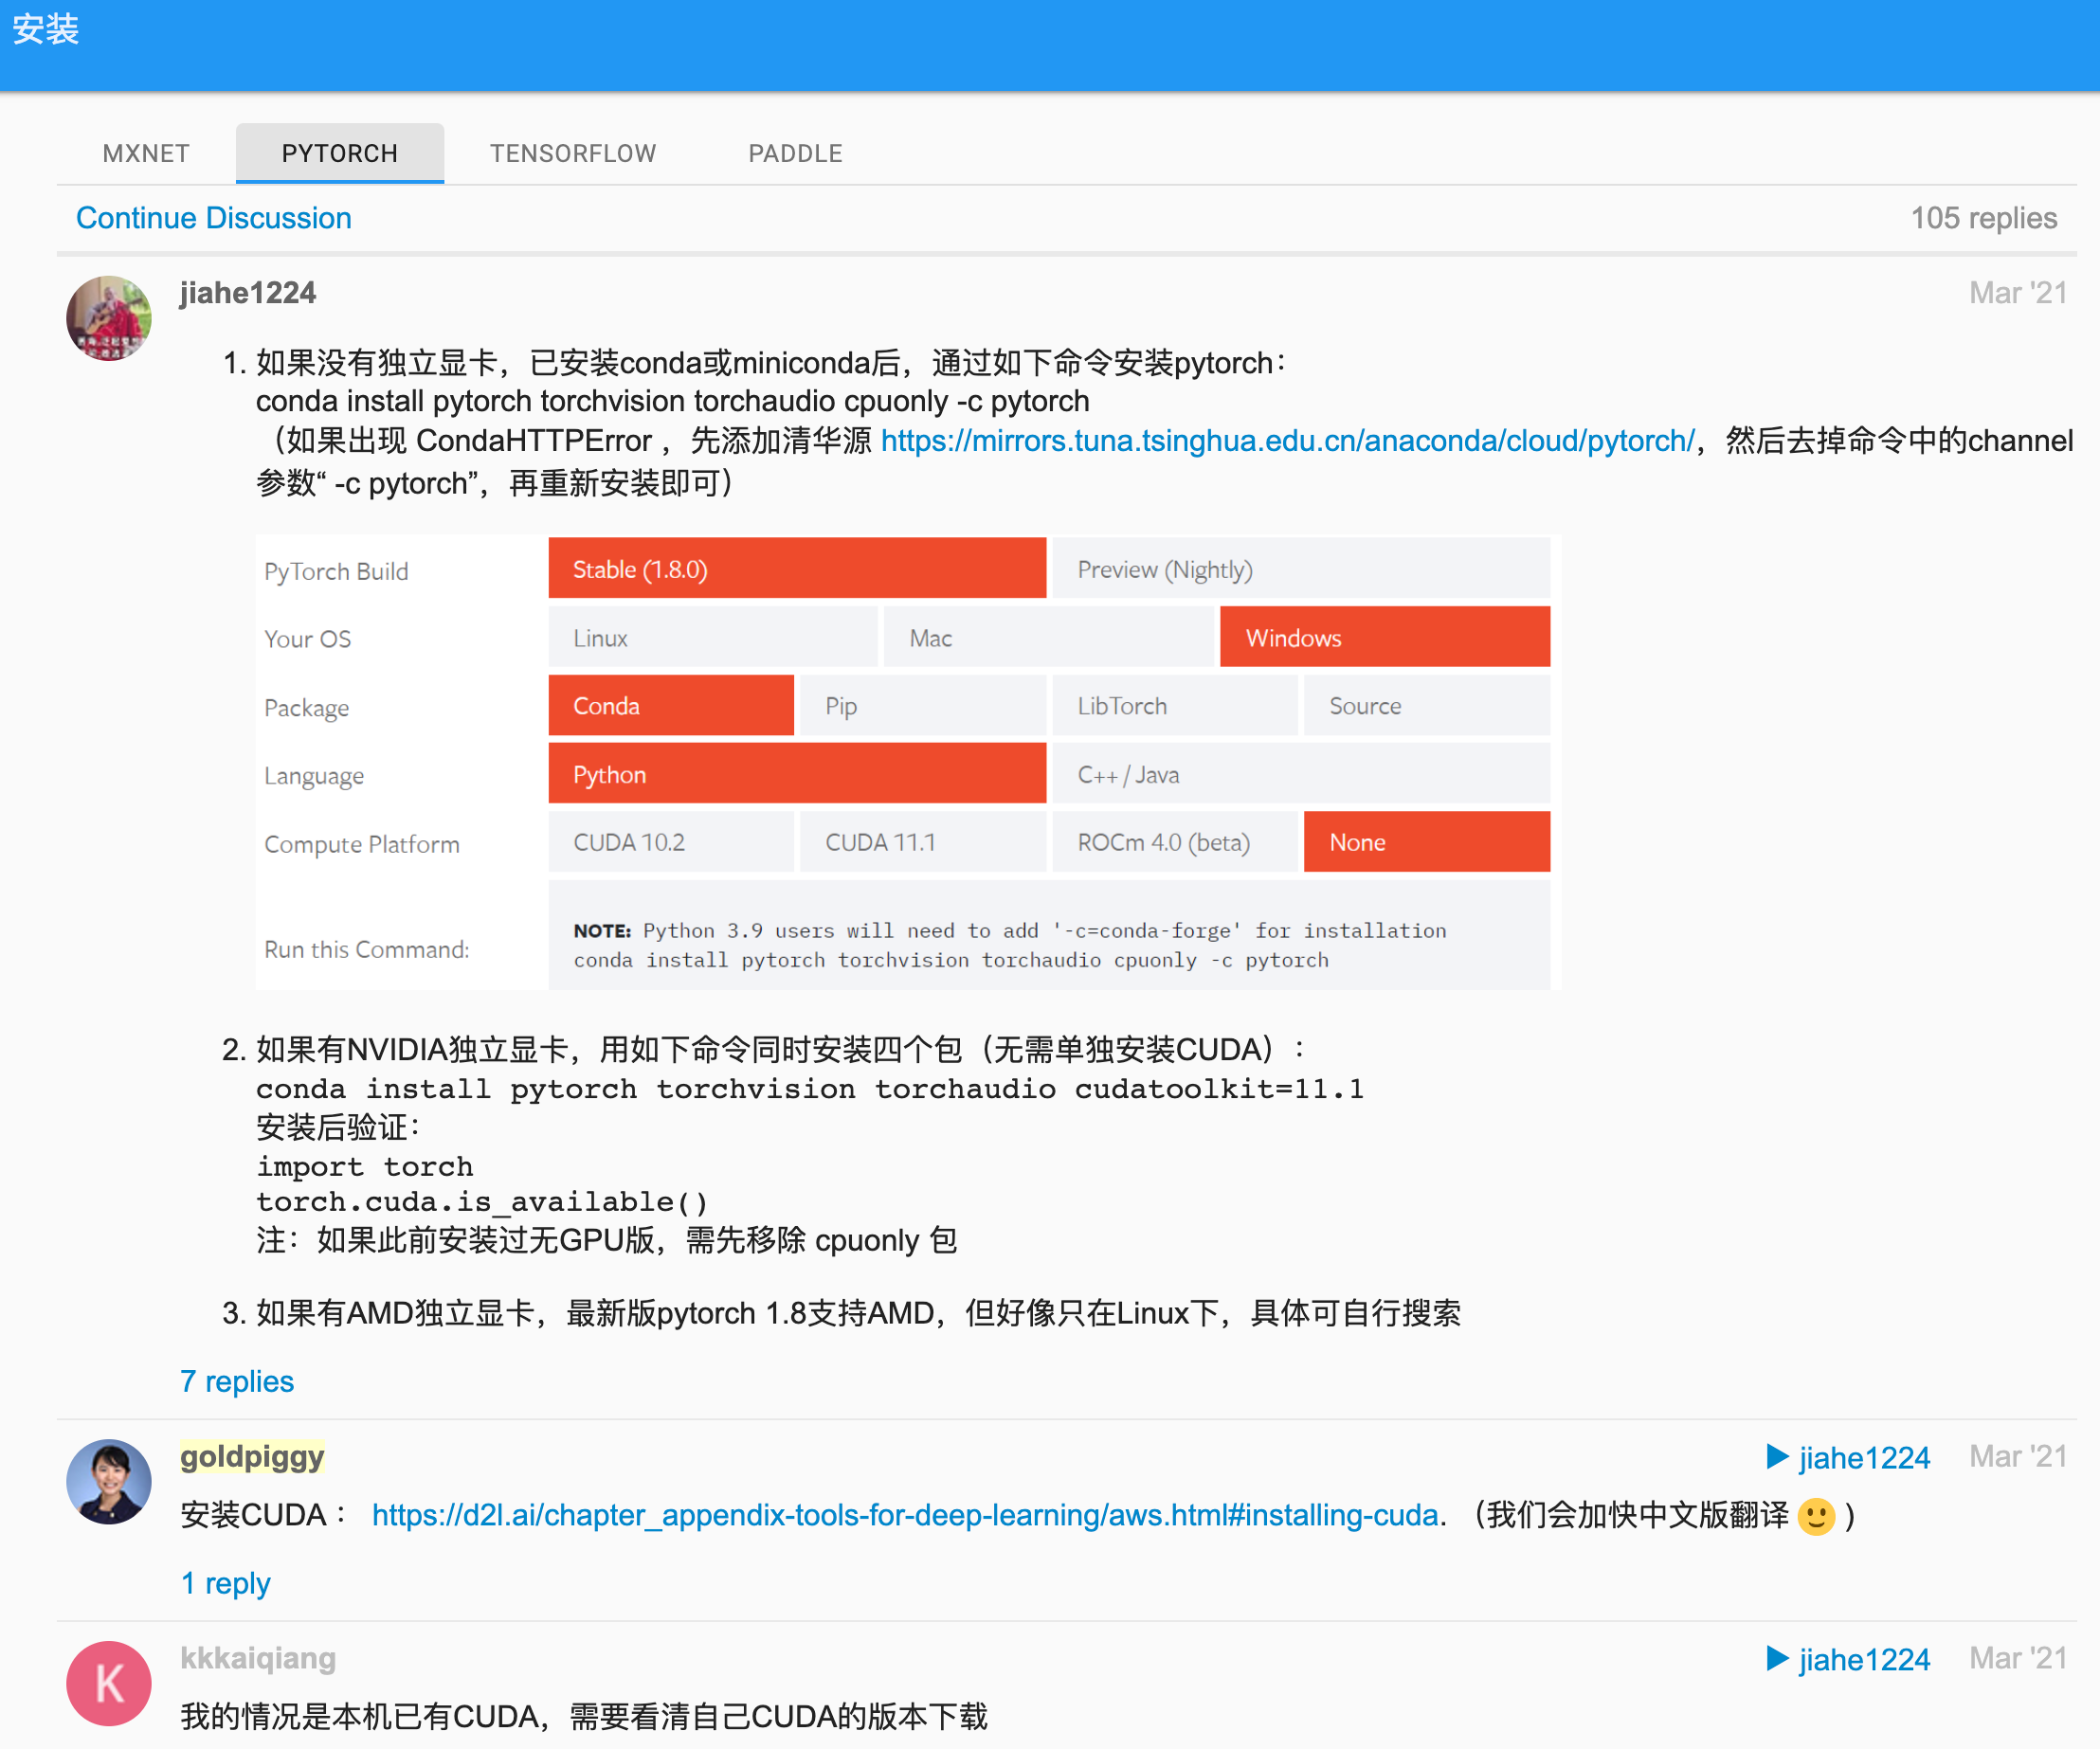 安装
MXNET
PYTORCH
TENSORFLOW
PADDLE
Continue Discussion
105 replies
jiahe1224
Mar '21
1. 如果没有独立显卡，已安装conda或miniconda后，通过如下命令安装pytorch：
conda install pytorch torchvision torchaudio cpuonly -c pytorch
（如果出现 CondaHTTPError ，先添加清华源 https://mirrors.tuna.tsinghua.edu.cn/anaconda/cloud/pytorch/，然后去掉命令中的channel
参数“ -c pytorch”，再重新安装即可）
PyTorch Build
Stable (1.8.0)
Preview (Nightly)
Your OS
Linux
Mac
Windows
Package
Conda
Pip
LibTorch
Source
Language
Python
C++ / Java
Compute Platform
CUDA 10.2
CUDA 11.1
ROCm 4.0 (beta)
None
Run this Command:
NOTE: Python 3.9 users will need to add '-c=conda-forge' for installation
conda install pytorch torchvision torchaudio cpuonly -c pytorch
2. 如果有NVIDIA独立显卡，用如下命令同时安装四个包（无需单独安装CUDA）：
conda install pytorch torchvision torchaudio cudatoolkit=11.1
安装后验证：
import torch
torch.cuda.is_available()
注：如果此前安装过无GPU版，需先移除 cpuonly 包
3. 如果有AMD独立显卡，最新版pytorch 1.8支持AMD，但好像只在Linux下，具体可自行搜索
7 replies
goldpiggy
jiahe1224
Mar '21
安装CUDA： https://d2l.ai/chapter_appendix-tools-for-deep-learning/aws.html#installing-cuda. （我们会加快中文版翻译 🙂 ）
1 reply
K
kkkaiqiang
jiahe1224
Mar '21
我的情况是本机已有CUDA，需要看清自己CUDA的版本下载